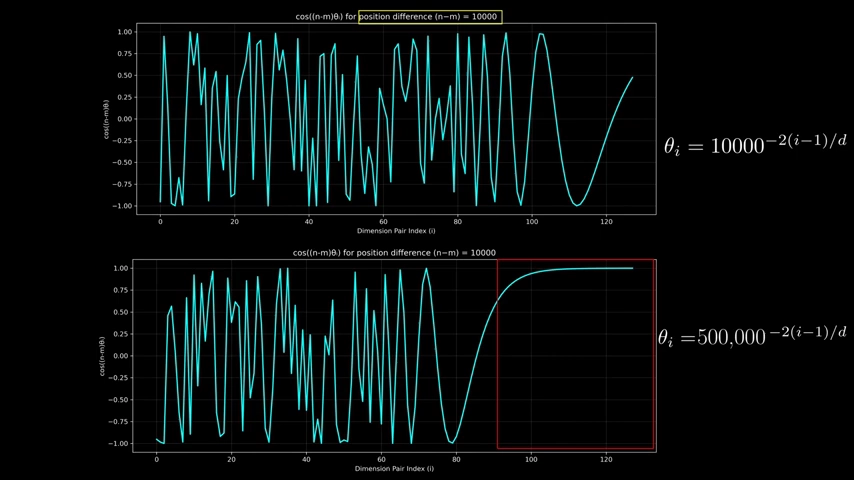 cos((n-m)θᵢ) for position difference (n−m) = 10000
1.00
0.75
0.50
0.25
0.00
−0.25
−0.50
−0.75
−1.00
cos((n-m)θᵢ)
0 20 40 60 80 100 120
Dimension Pair Index (i)
θᵢ = 10000^{−2(i−1)/d}
cos((n-m)θᵢ) for position difference (n−m) = 10000
1.00
0.75
0.50
0.25
0.00
−0.25
−0.50
−0.75
−1.00
cos((n-m)θᵢ)
0 20 40 60 80 100 120
Dimension Pair Index (i)
θᵢ =500,000^{−2(i−1)/d}